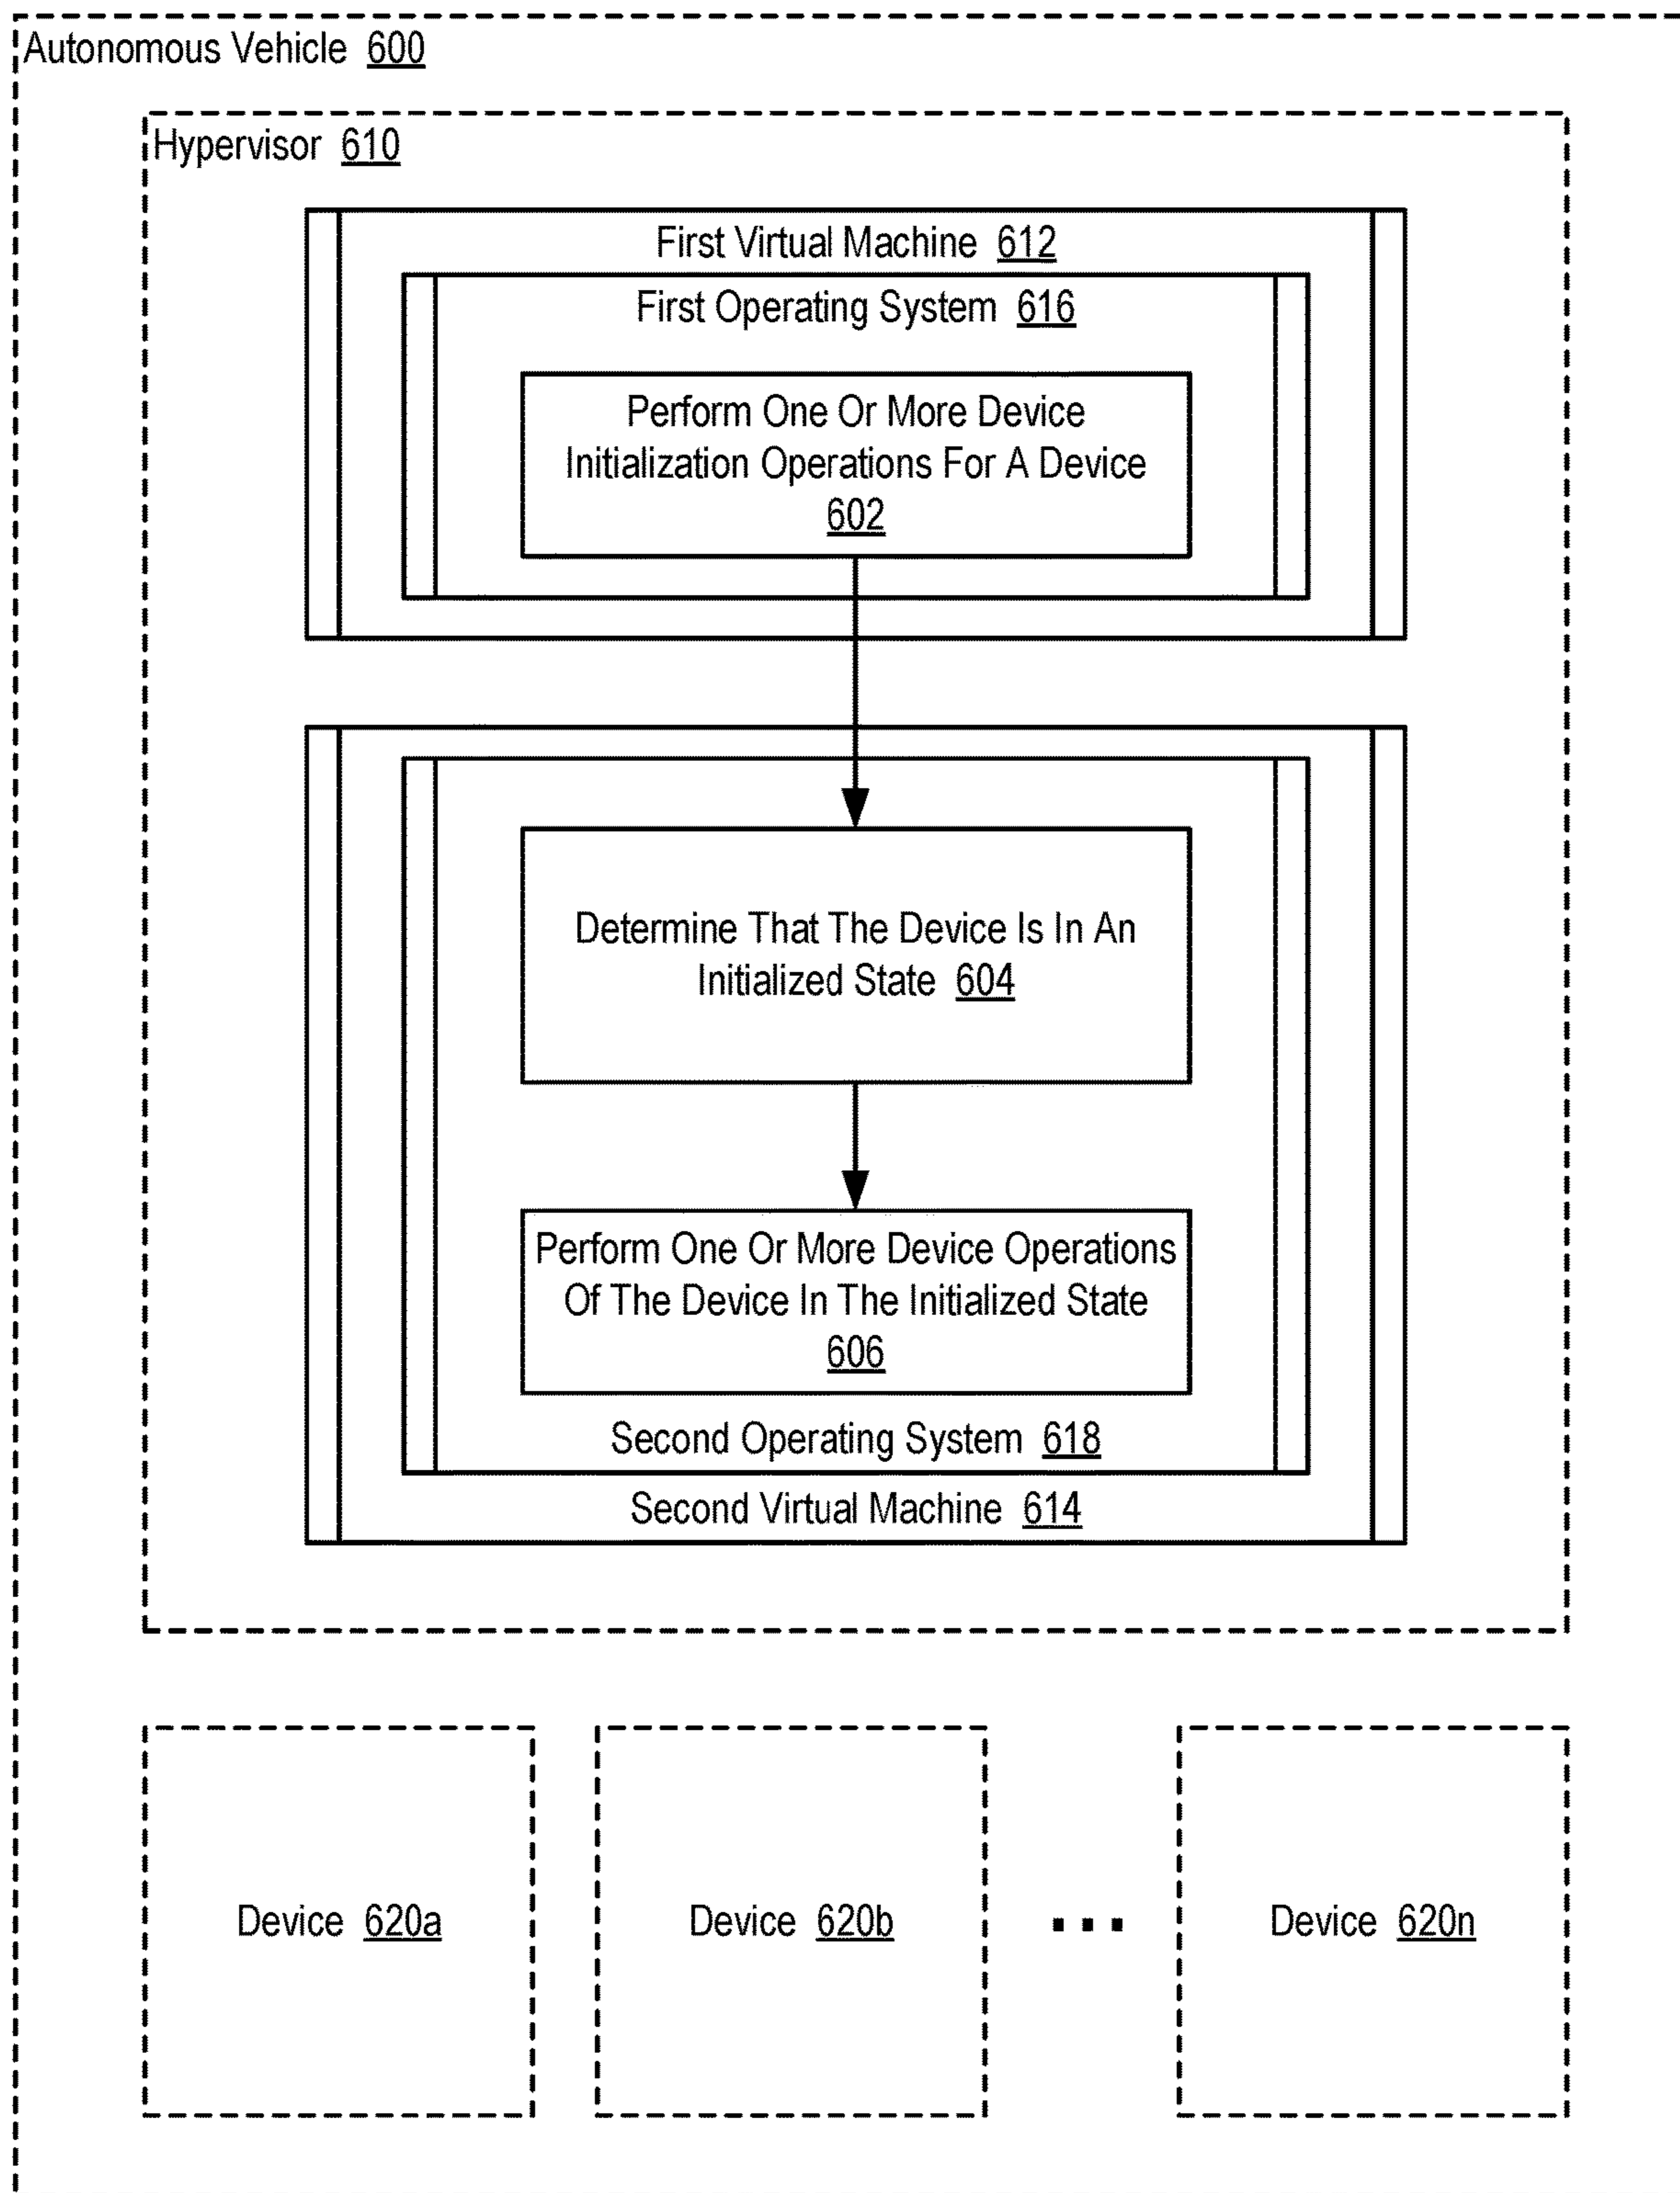 Autonomous Vehicle 600
Hypervisor 610
First Virtual Machine 612
First Operating System 616
Perform One Or More Device
Initialization Operations For A Device
602
Determine That The Device Is In An
Initialized State 604
Perform One Or More Device Operations
Of The Device In The Initialized State
606
Second Operating System 618
Second Virtual Machine 614
Device 620a
Device 620b
Device 620n